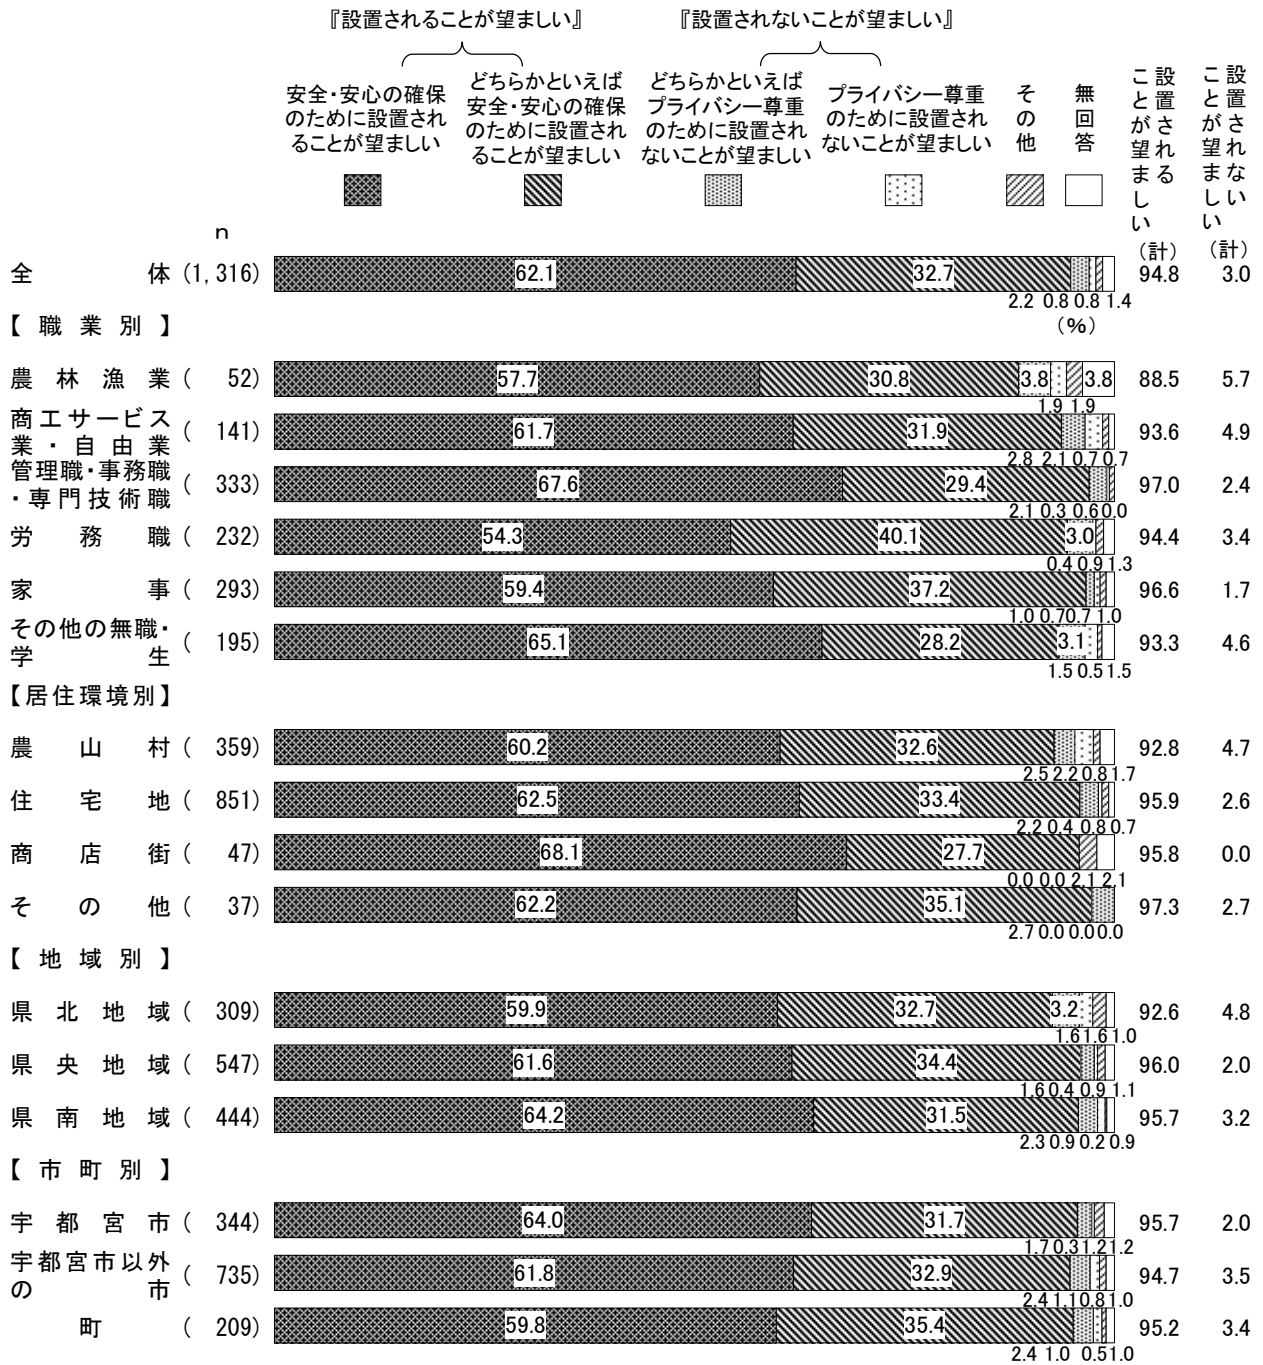 『設置されることが望ましい』 『設置されないことが望ましい』
安全・安心の確保
のために設置され
ることが望ましい
どちらかといえば
安全・安心の確保
のために設置され
ることが望ましい
どちらかといえば
プライバシー尊重
のために設置され
ないことが望ましい
プライバシー尊重
のために設置され
ないことが望ましい
その他
無回答
設置される
ことが望ましい
(計)
設置されない
ことが望ましい
(計)
n
全体 (1,316) 62.1 32.7 94.8 3.0
2.2 0.8 0.8 1.4
【職業別】 (%)
農林漁業 ( 52) 57.7 30.8 3.8 3.8 88.5 5.7
1.9 1.9
商工サービス
業・自由業 ( 141) 61.7 31.9 93.6 4.9
2.8 2.1 0.7 0.7
管理職・事務職
・専門技術職 ( 333) 67.6 29.4 97.0 2.4
2.1 0.3 0.6 0.0
労務職 ( 232) 54.3 40.1 3.0 94.4 3.4
0.4 0.9 1.3
家事 ( 293) 59.4 37.2 96.6 1.7
1.0 0.7 0.7 1.0
その他の無職・
学生 ( 195) 65.1 28.2 3.1 93.3 4.6
1.5 0.5 1.5
【居住環境別】
農山村 ( 359) 60.2 32.6 92.8 4.7
2.5 2.2 0.8 1.7
住宅地 ( 851) 62.5 33.4 95.9 2.6
2.2 0.4 0.8 0.7
商店街 ( 47) 68.1 27.7 95.8 0.0
0.0 0.0 2.1 2.1
その他 ( 37) 62.2 35.1 97.3 2.7
2.7 0.0 0.0 0.0
【地域別】
県北地域 ( 309) 59.9 32.7 3.2 92.6 4.8
1.6 1.6 1.0
県央地域 ( 547) 61.6 34.4 96.0 2.0
1.6 0.4 0.9 1.1
県南地域 ( 444) 64.2 31.5 95.7 3.2
2.3 0.9 0.2 0.9
【市町別】
宇都宮市 ( 344) 64.0 31.7 95.7 2.0
1.7 0.3 1.2 1.2
宇都宮市以外
の市 ( 735) 61.8 32.9 94.7 3.5
2.4 1.1 0.8 1.0
町 ( 209) 59.8 35.4 95.2 3.4
2.4 1.0 0.5 1.0